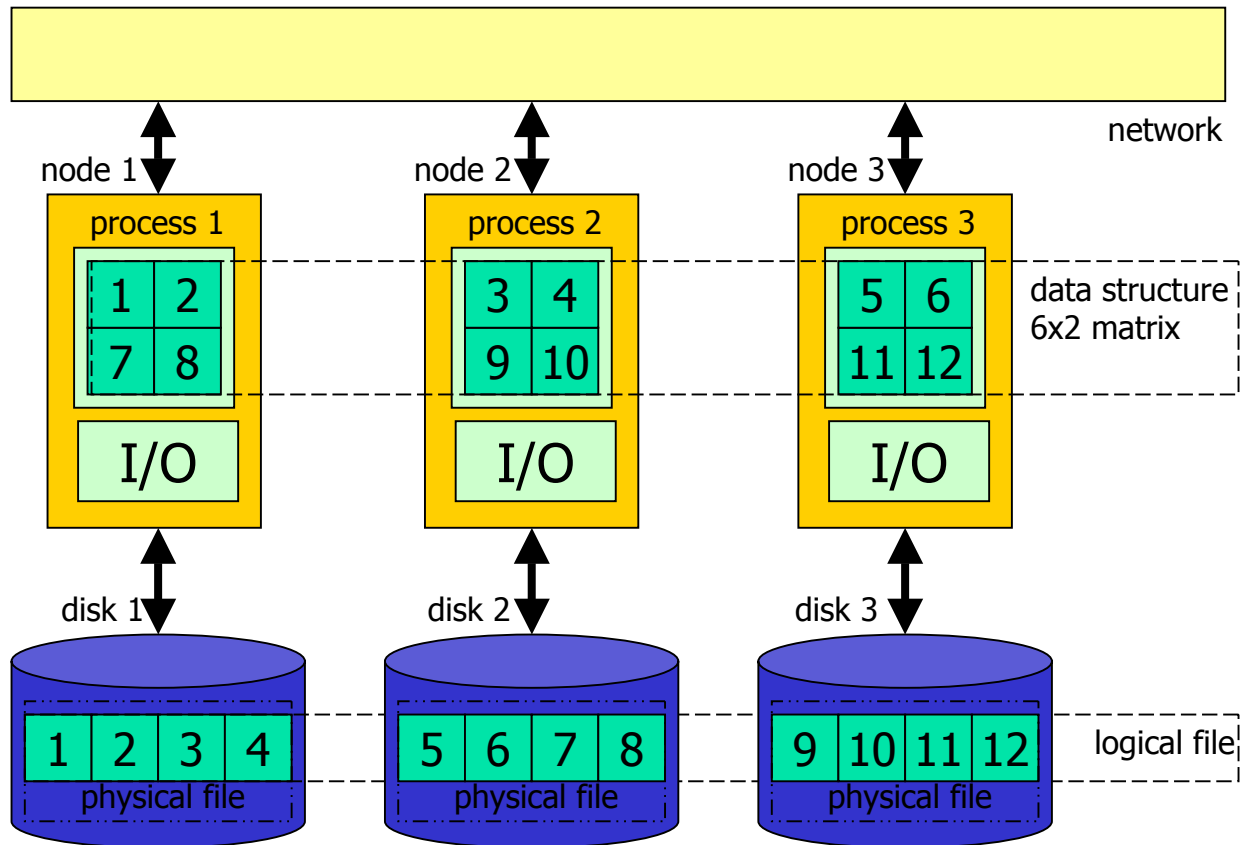 network
node 1 node 2 node 3
process 1 process 2 process 3
1 2 3 4 5 6
data structure
6x2 matrix
7 8 9 10 11 12
I/O I/O I/O
disk 1 disk 2 disk 3
1 2 3 4 5 6 7 8 9 10 11 12
logical file
physical file physical file physical file